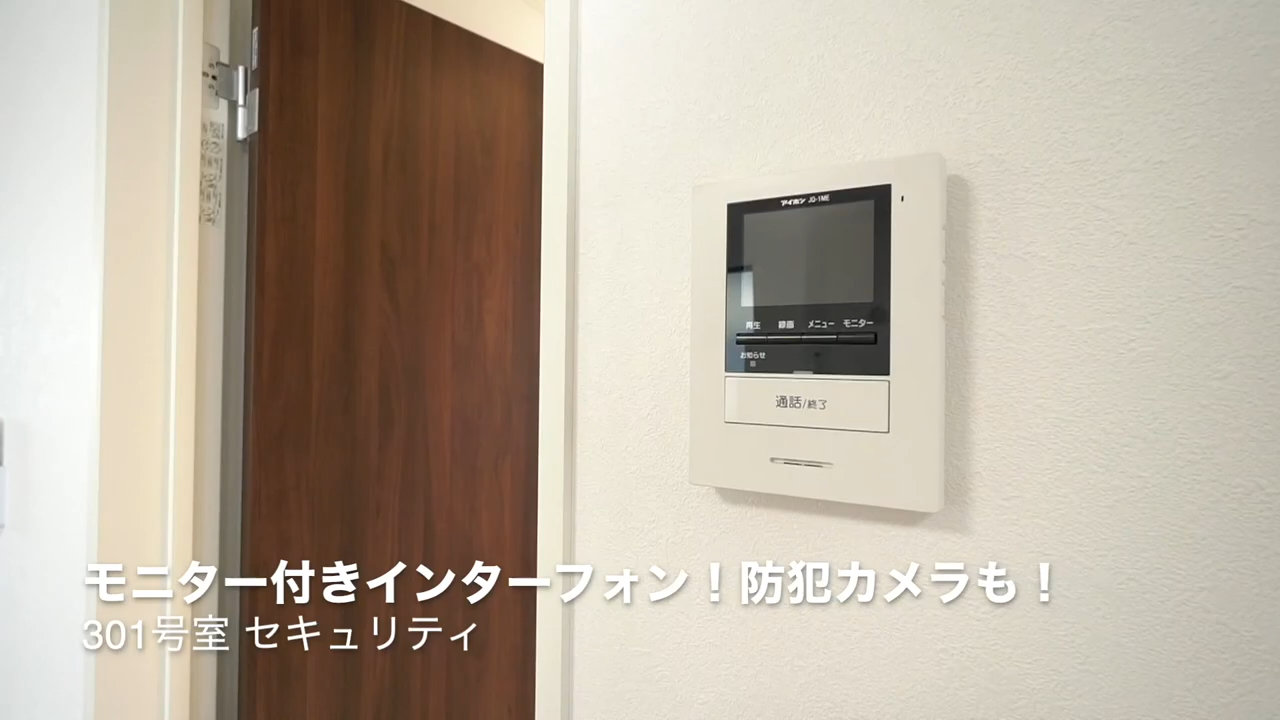 アイホン JQ-1ME
再生 録画 メニュー モニター
お知らせ
通話/終了
モニター付きインターフォン！防犯カメラも！
301号室 セキュリティ